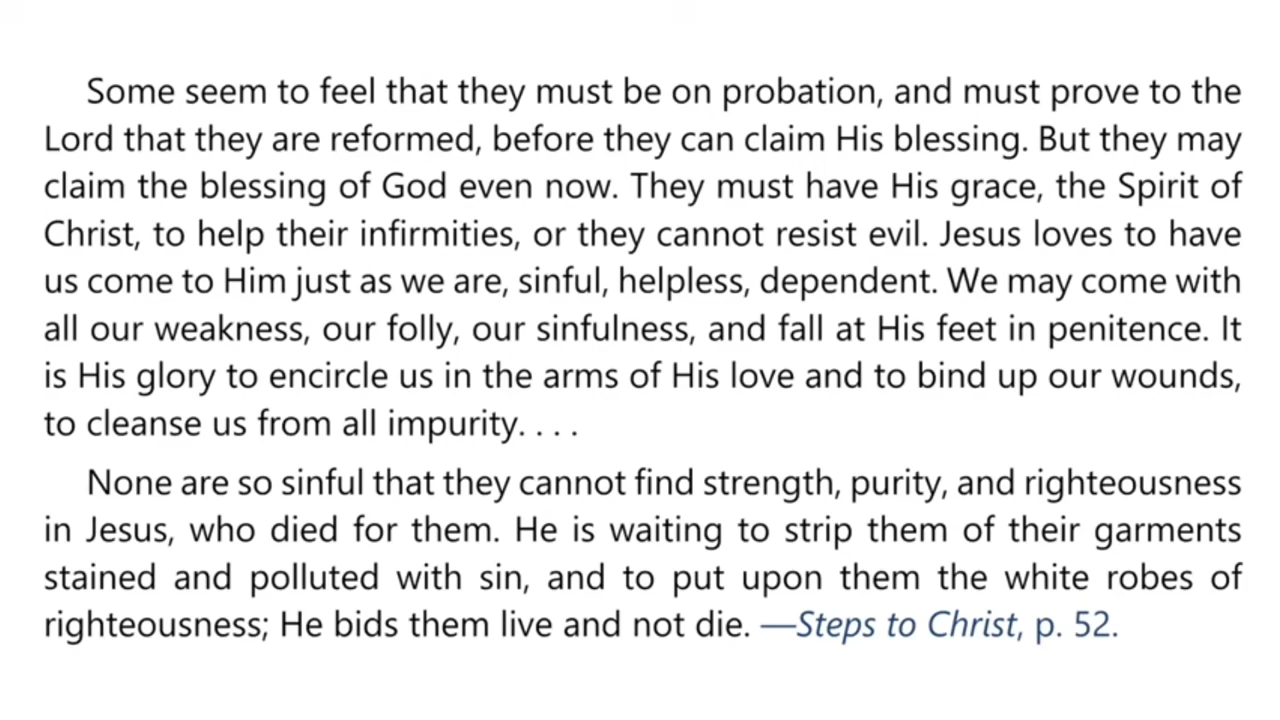 Some seem to feel that they must be on probation, and must prove to the
Lord that they are reformed, before they can claim His blessing. But they may
claim the blessing of God even now. They must have His grace, the Spirit of
Christ, to help their infirmities, or they cannot resist evil. Jesus loves to have
us come to Him just as we are, sinful, helpless, dependent. We may come with
all our weakness, our folly, our sinfulness, and fall at His feet in penitence. It
is His glory to encircle us in the arms of His love and to bind up our wounds,
to cleanse us from all impurity. . . .
None are so sinful that they cannot find strength, purity, and righteousness
in Jesus, who died for them. He is waiting to strip them of their garments
stained and polluted with sin, and to put upon them the white robes of
righteousness; He bids them live and not die. —Steps to Christ, p. 52.